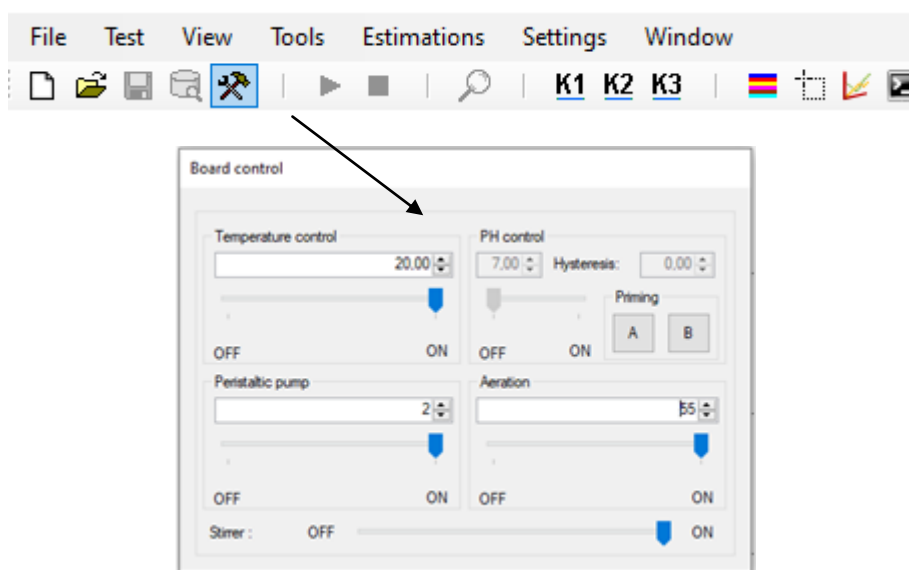 File Test View Tools Estimations Settings Window
K1 K2 K3
Board control
Temperature control
20.00
OFF ON
PH control
7,00 Hysteresis: 0,00
Priming
A B
OFF ON
Peristaltic pump
2
OFF ON
Aeration
55
OFF ON
Stirrer : OFF ON